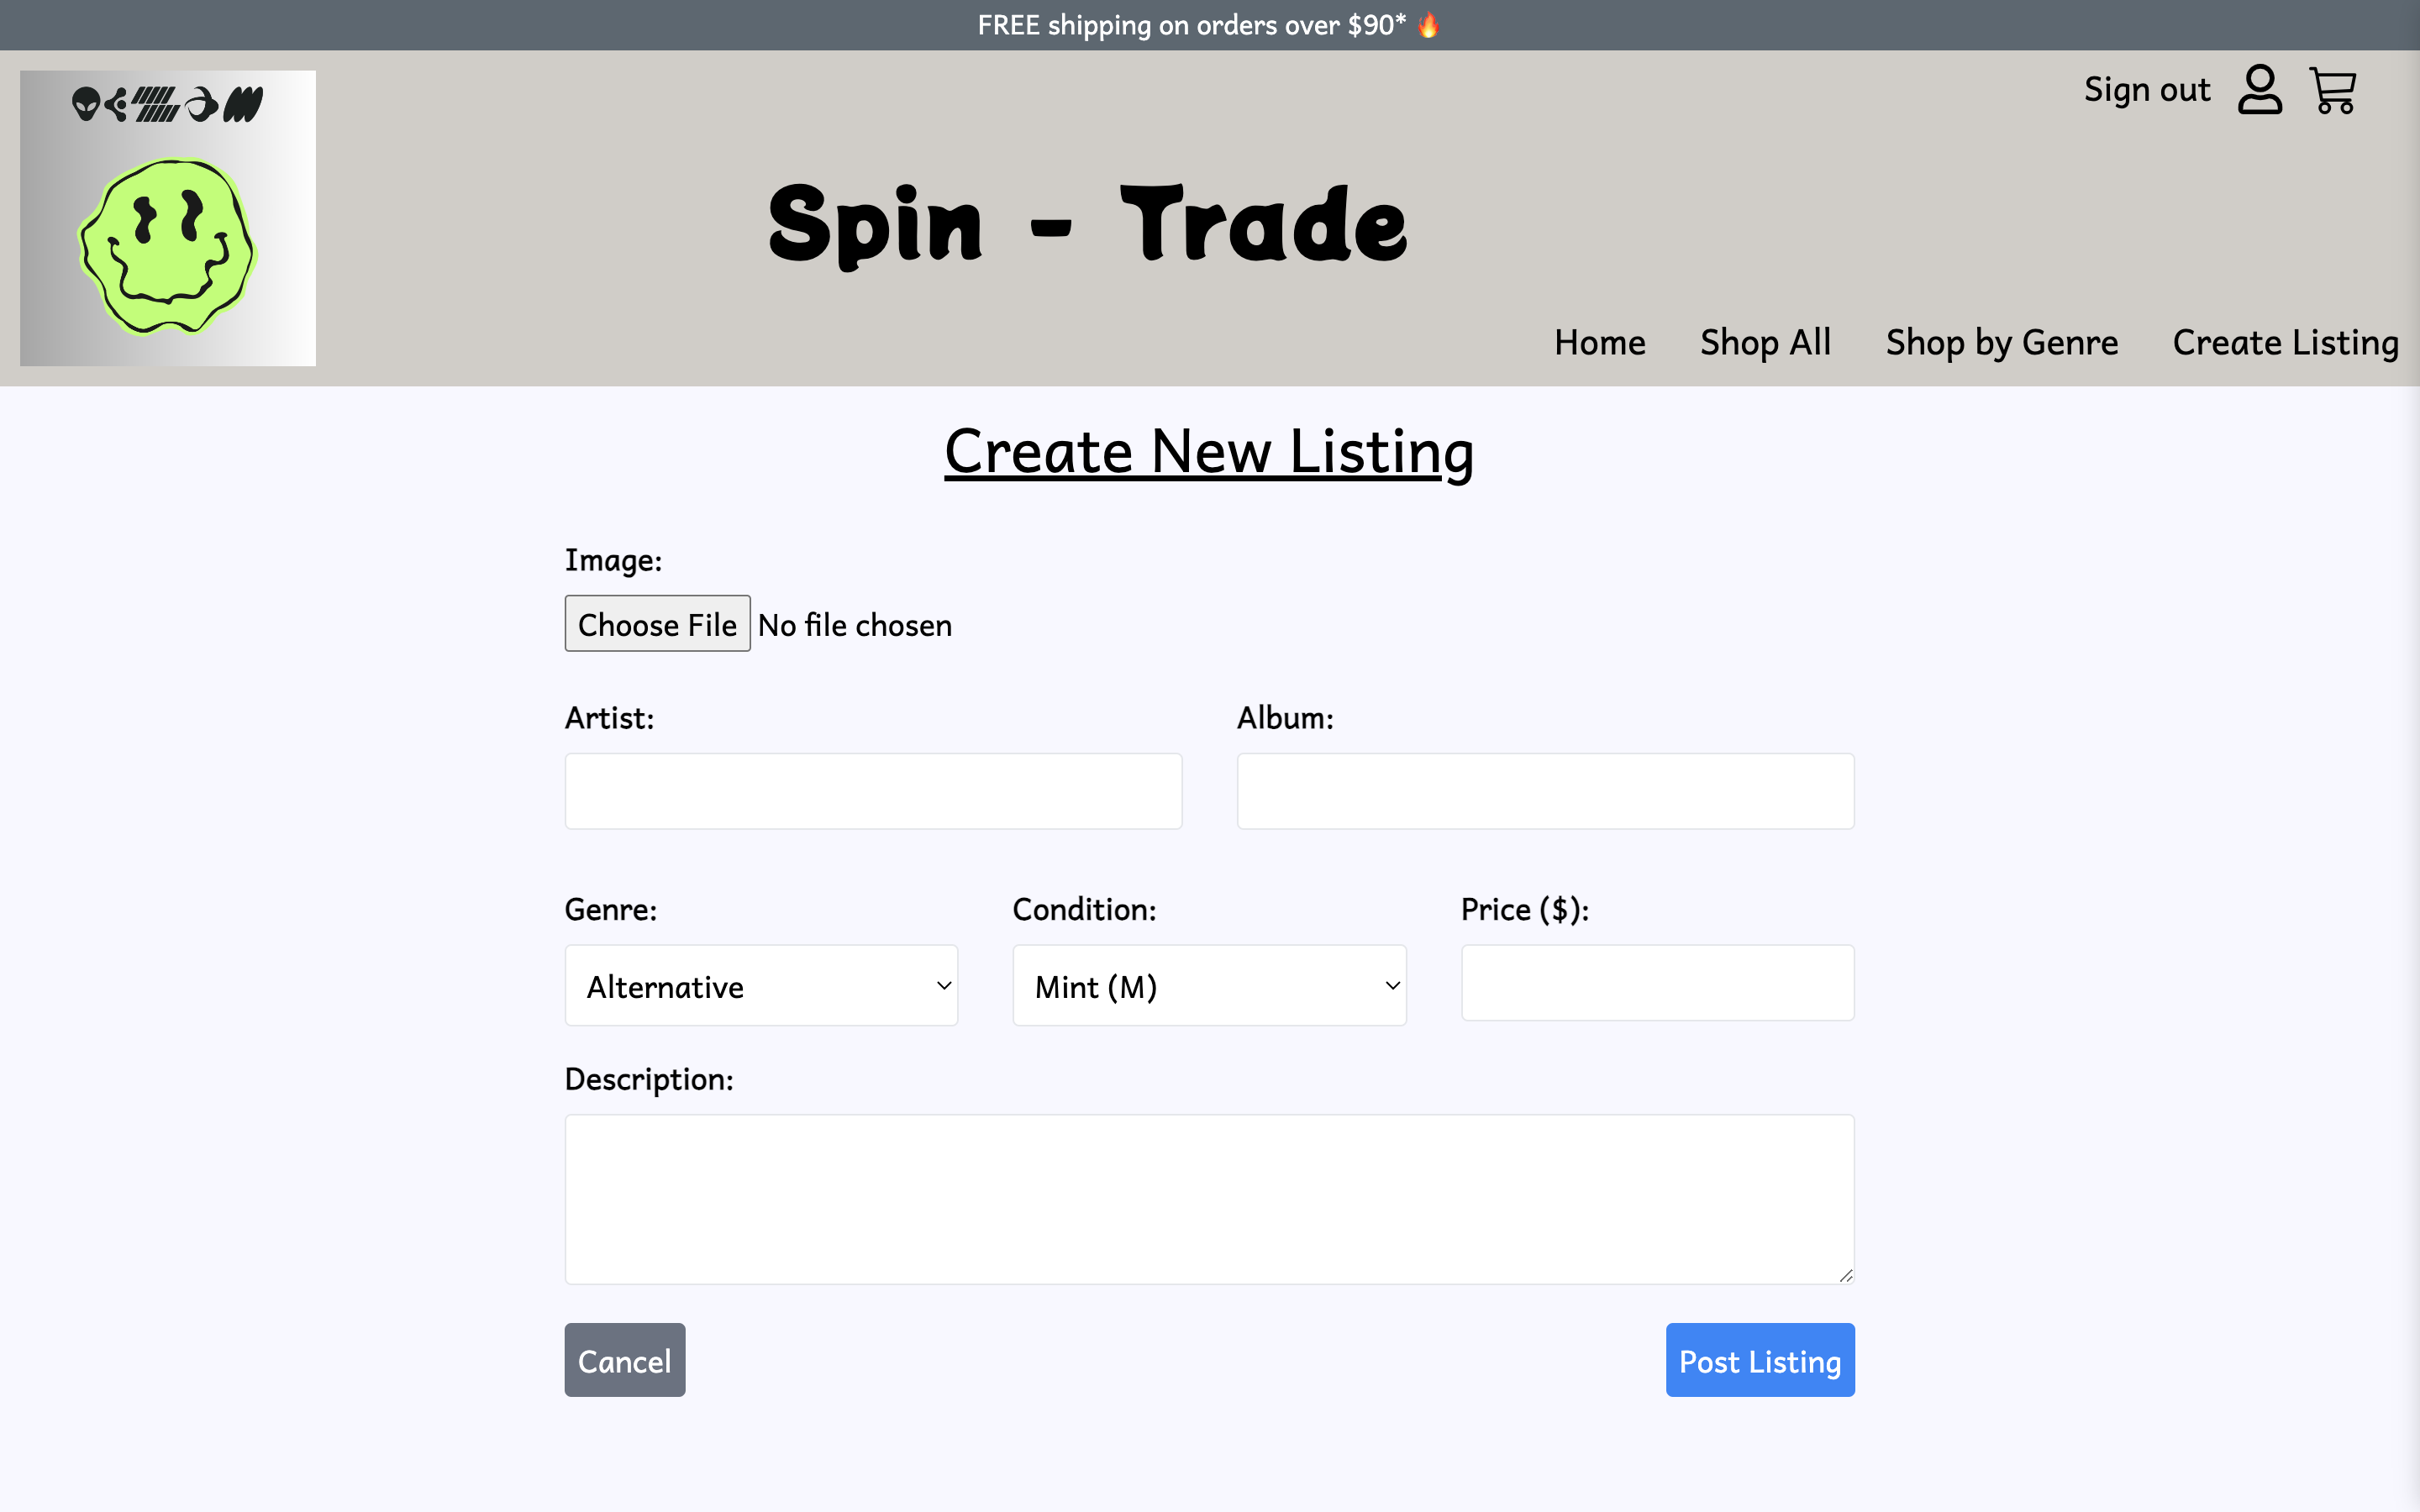 FREE shipping on orders over $90* 🔥
Sign out
Spin - Trade
Home Shop All Shop by Genre Create Listing
Create New Listing
Image:
Choose File No file chosen
Artist: Album:
Genre: Condition: Price ($):
Alternative Mint (M)
Description:
Cancel Post Listing